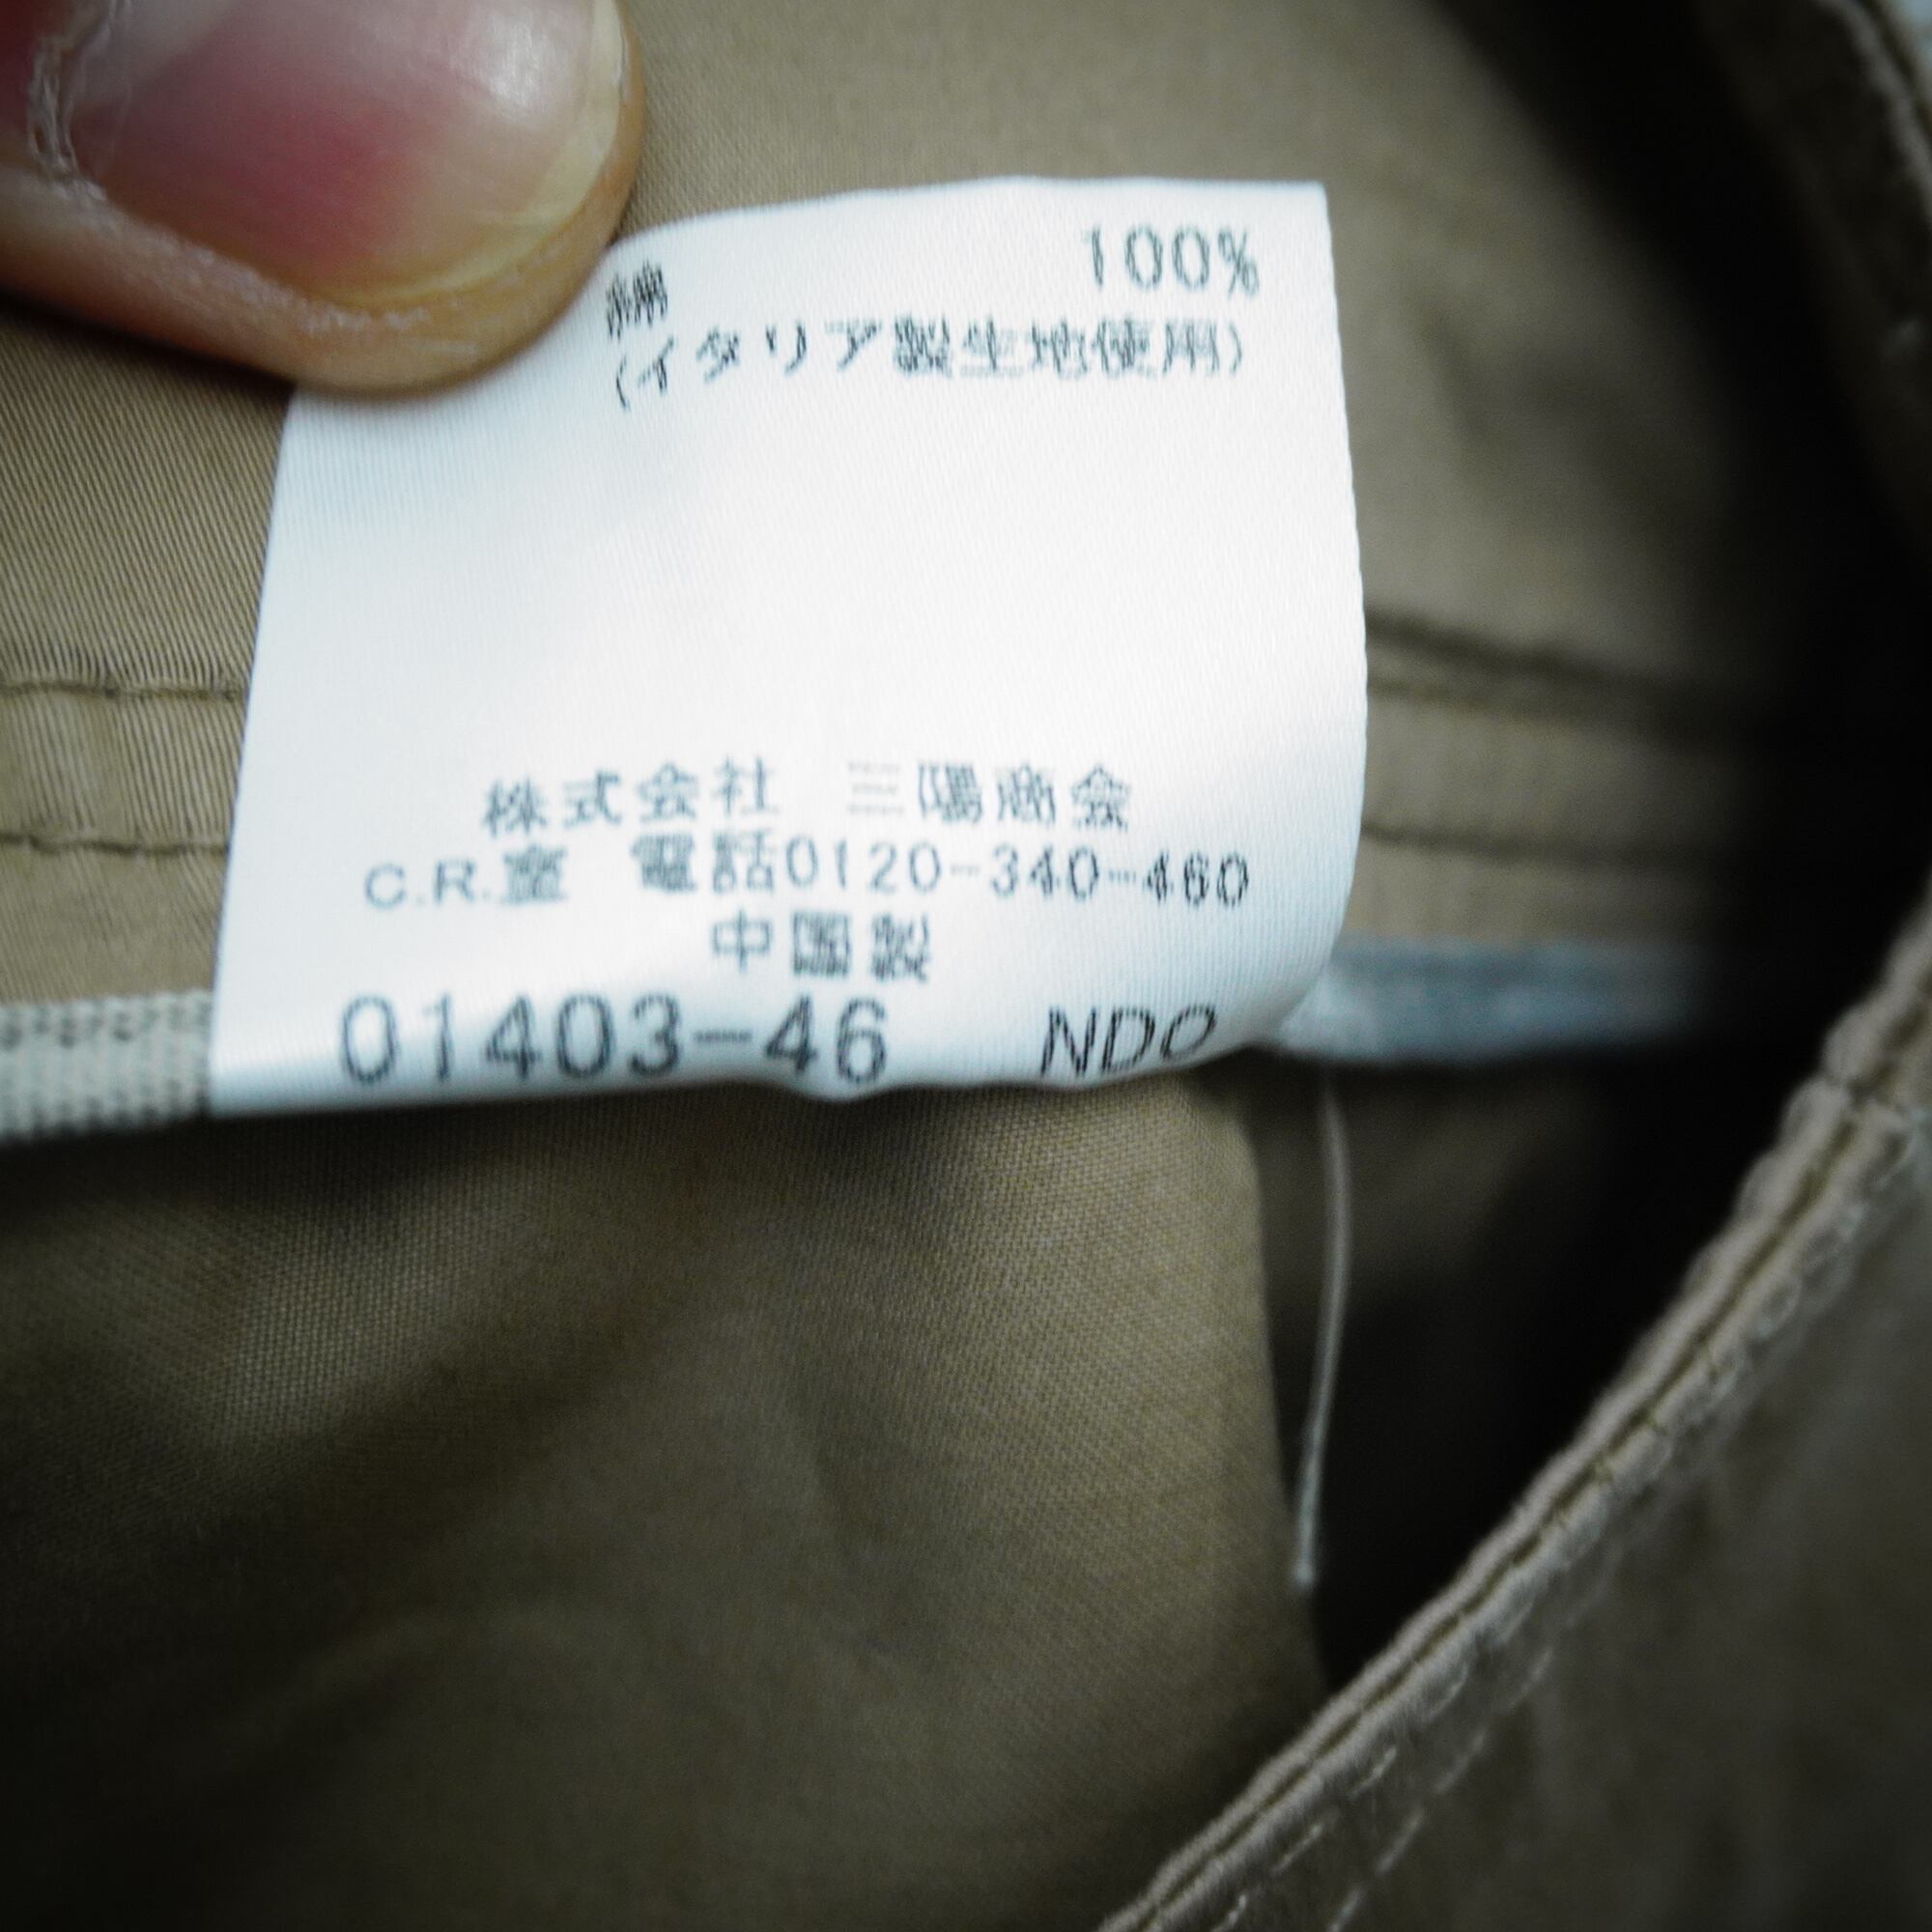 綿 100%
(イタリア製生地使用)
株式会社 三陽商会
C.R.室 電話0120-340-460
中国製
01403-46 NDO